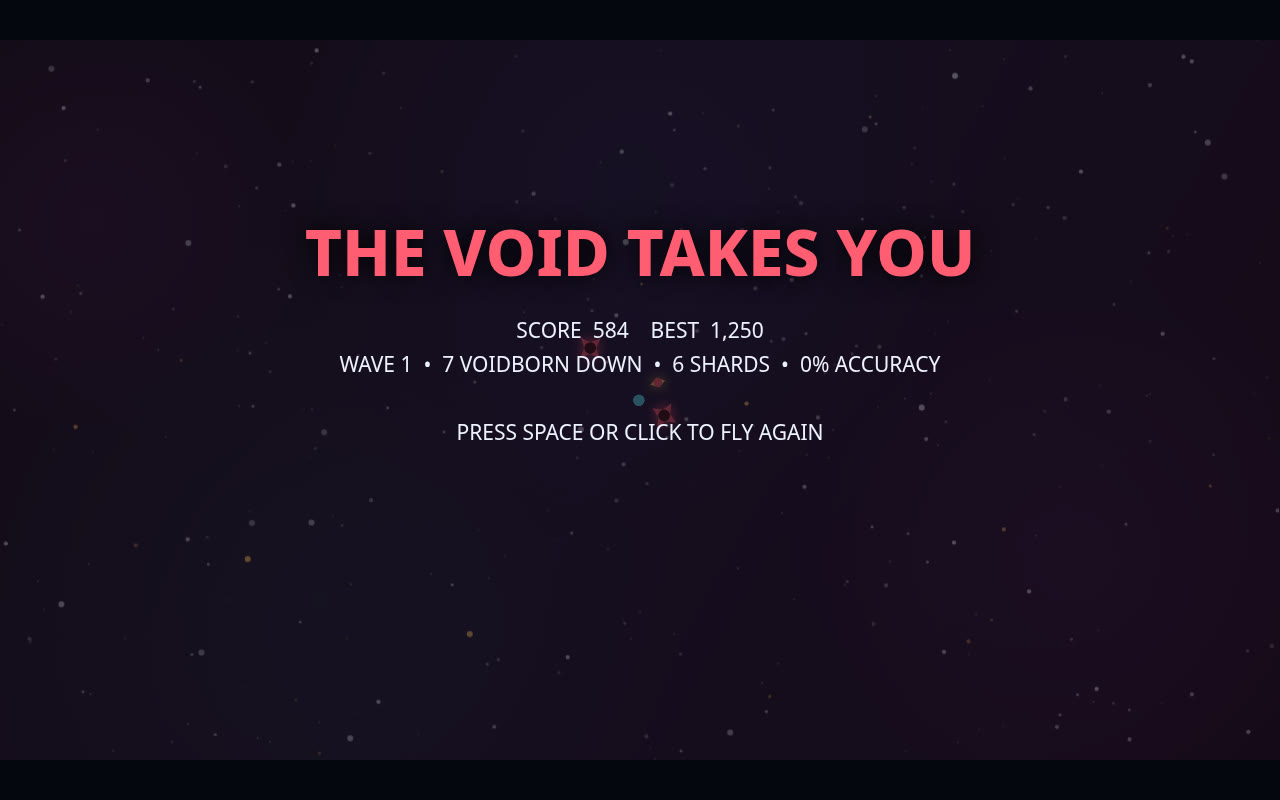 THE VOID TAKES YOU
SCORE 584 BEST 1,250
WAVE 1 • 7 VOIDBORN DOWN • 6 SHARDS • 0% ACCURACY
PRESS SPACE OR CLICK TO FLY AGAIN